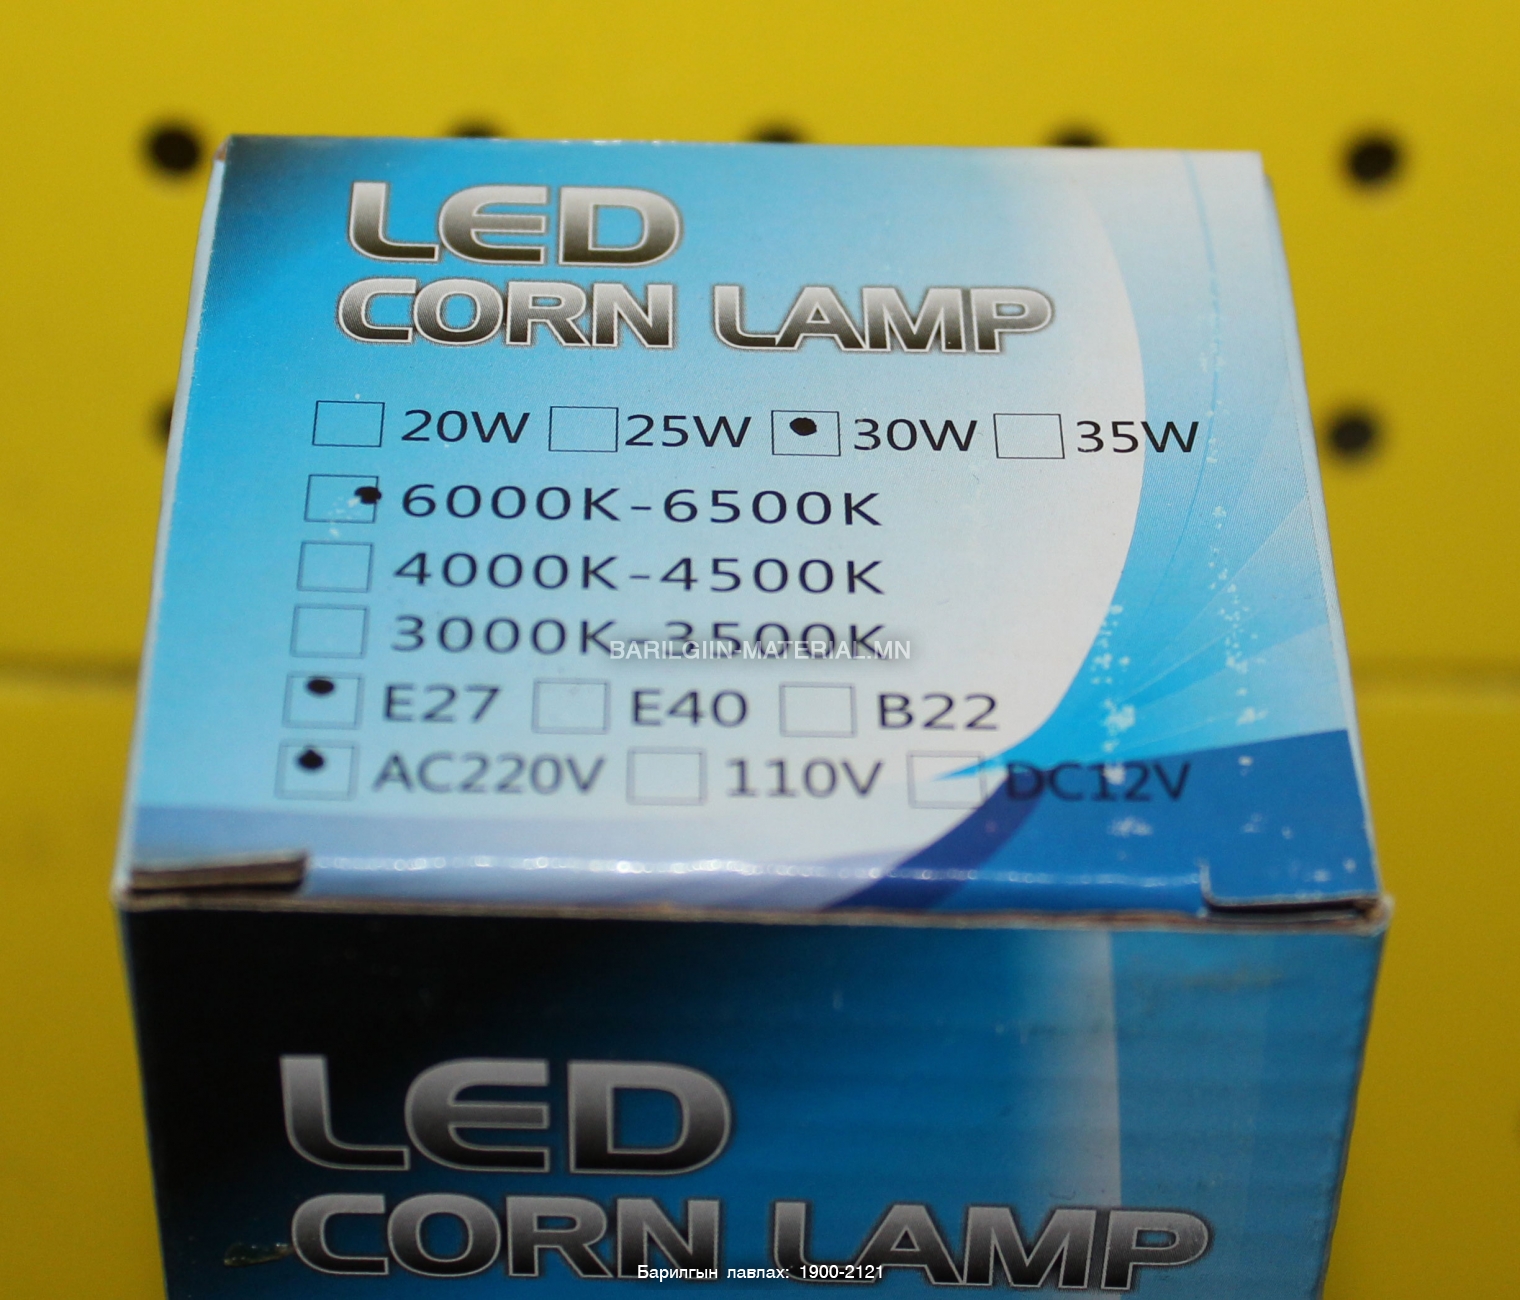 LED
CORN LAMP
20W 25W 30W 35W
6000K-6500K
4000K-4500K
3000K-3500K
BARILGIIN-MATERIAL.MN
E27 E40 B22
AC220V 110V DC12V
LED
CORN LAMP
Барилгын лавлах: 1900-2121